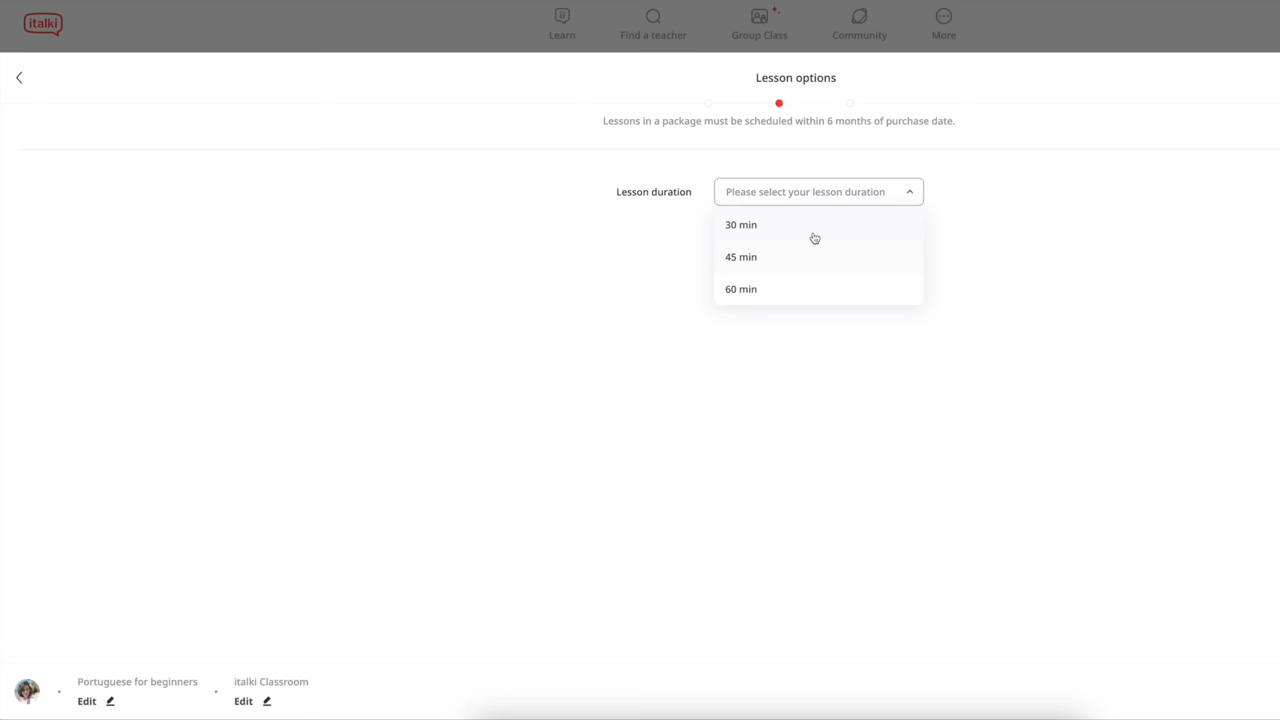 italki
Learn
Find a teacher
Group Class
Community
More
Lesson options
Lessons in a package must be scheduled within 6 months of purchase date.
Lesson duration
Please select your lesson duration
30 min
45 min
60 min
Portuguese for beginners
Edit
italki Classroom
Edit